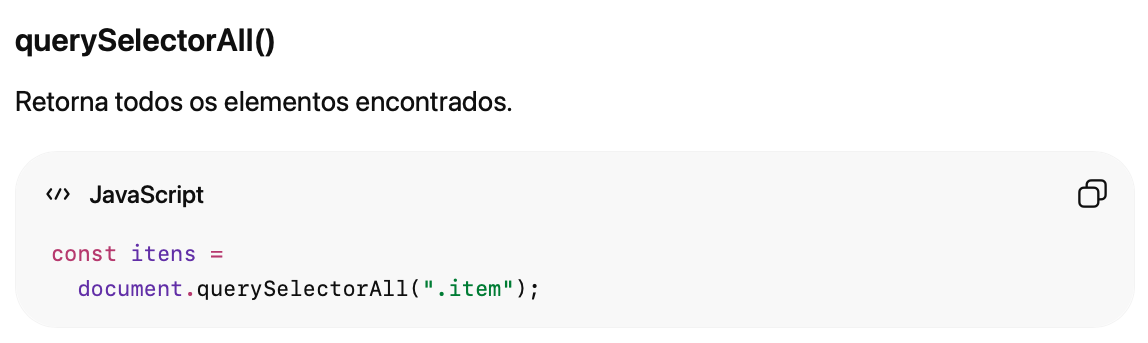 querySelectorAll()
Retorna todos os elementos encontrados.
</> JavaScript
const itens =
  document.querySelectorAll(".item");